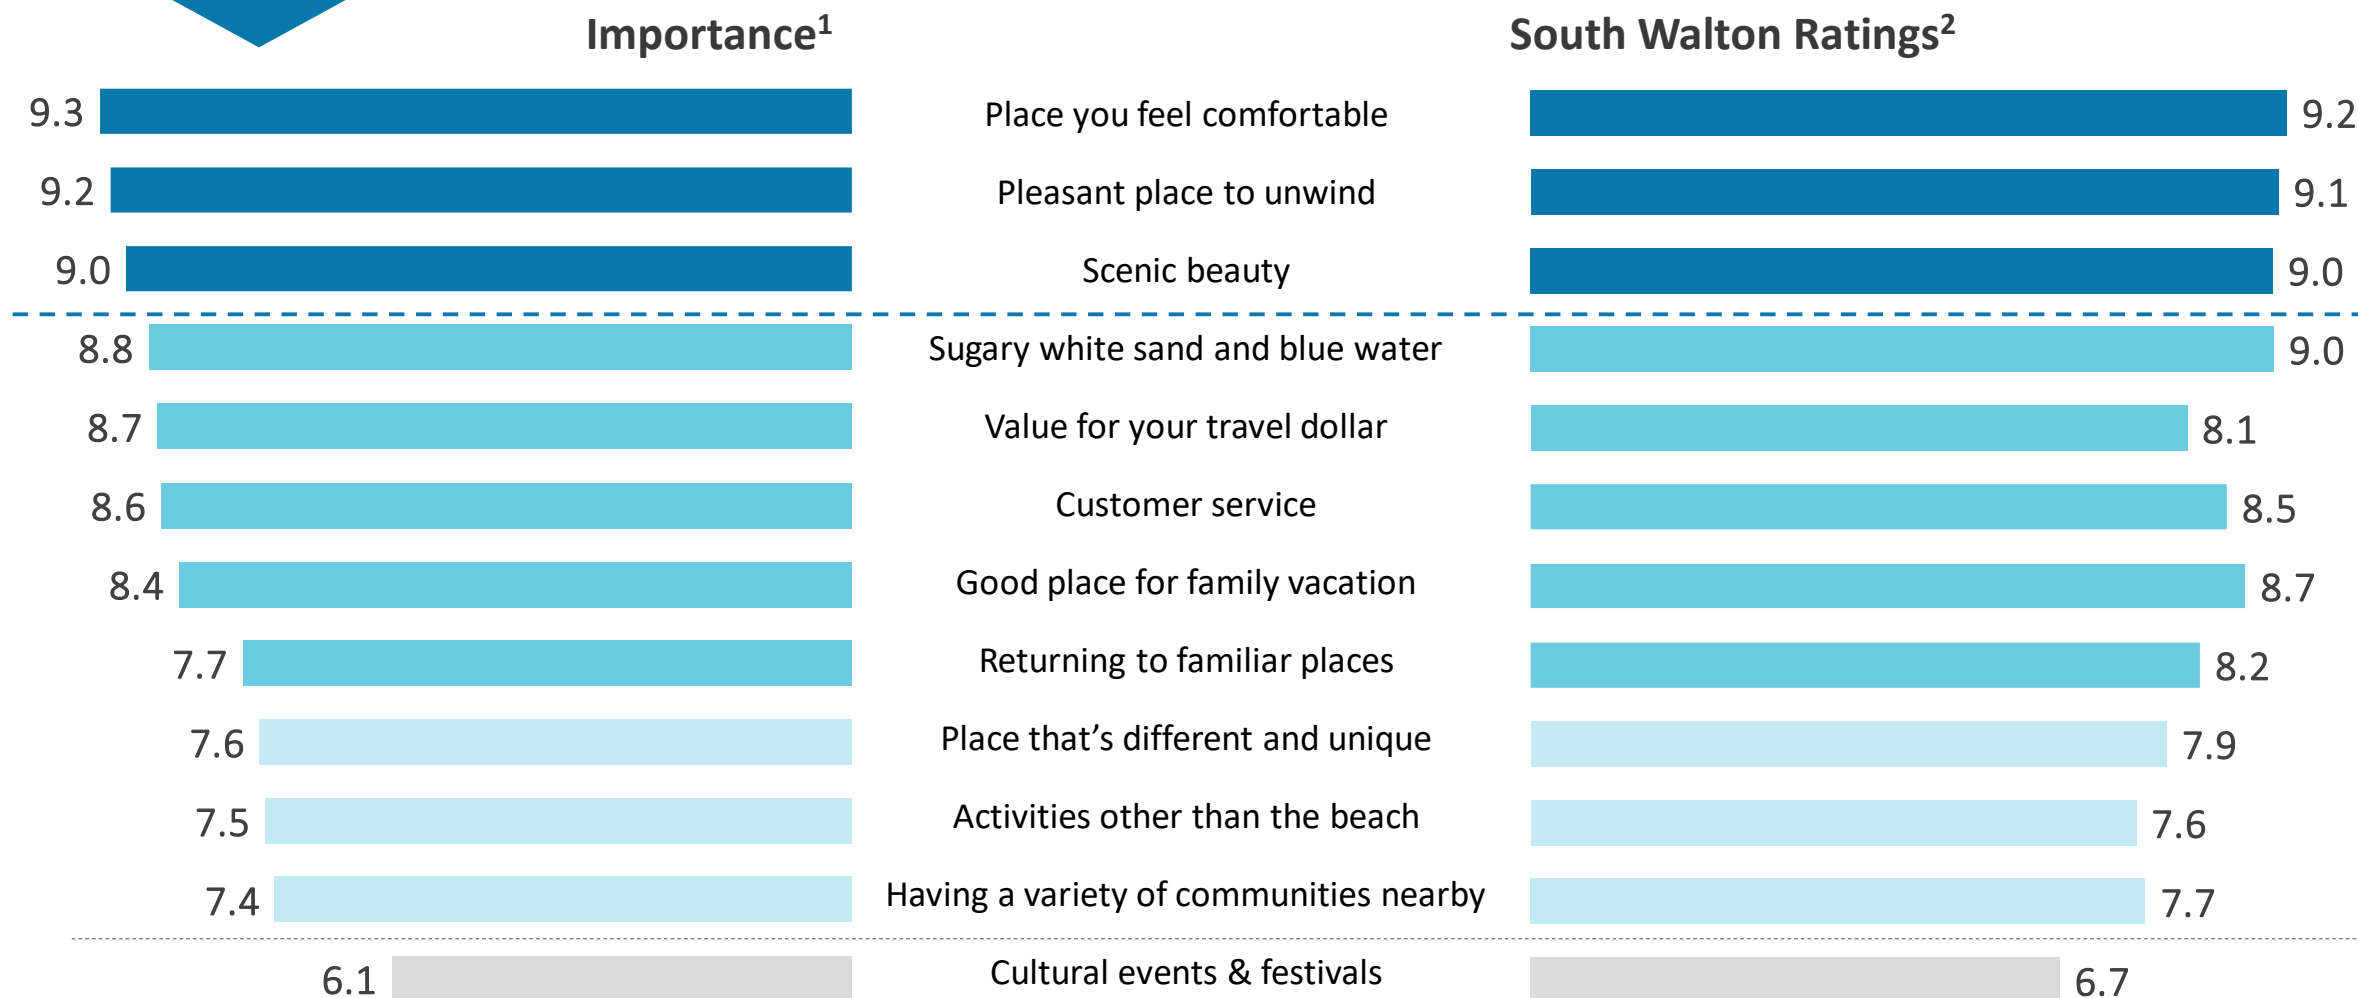 Importance¹ South Walton Ratings²
9.3 Place you feel comfortable 9.2
9.2 Pleasant place to unwind 9.1
9.0 Scenic beauty 9.0
8.8 Sugary white sand and blue water 9.0
8.7 Value for your travel dollar 8.1
8.6 Customer service 8.5
8.4 Good place for family vacation 8.7
7.7 Returning to familiar places 8.2
7.6 Place that’s different and unique 7.9
7.5 Activities other than the beach 7.6
7.4 Having a variety of communities nearby 7.7
6.1 Cultural events & festivals 6.7